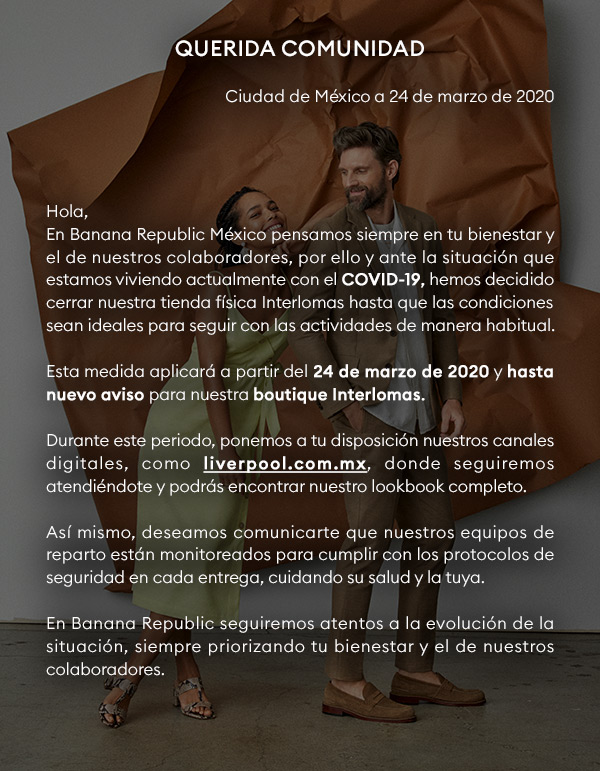 QUERIDA COMUNIDAD
Ciudad de México a 24 de marzo de 2020
Hola,
En Banana Republic México pensamos siempre en tu bienestar y
el de nuestros colaboradores, por ello y ante la situación que
estamos viviendo actualmente con el COVID-19, hemos decidido
cerrar nuestra tienda física Interlomas hasta que las condiciones
sean ideales para seguir con las actividades de manera habitual.
Esta medida aplicará a partir del 24 de marzo de 2020 y hasta
nuevo aviso para nuestra boutique Interlomas.
Durante este periodo, ponemos a tu disposición nuestros canales
digitales, como liverpool.com.mx, donde seguiremos
atendiéndote y podrás encontrar nuestro lookbook completo.
Así mismo, deseamos comunicarte que nuestros equipos de
reparto están monitoreados para cumplir con los protocolos de
seguridad en cada entrega, cuidando su salud y la tuya.
En Banana Republic seguiremos atentos a la evolución de la
situación, siempre priorizando tu bienestar y el de nuestros
colaboradores.